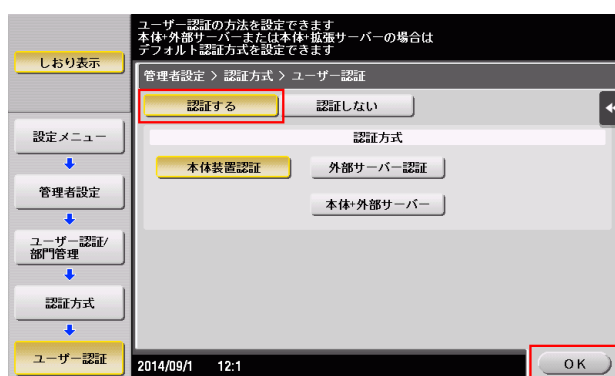 ユーザー認証の方法を設定できます
本体+外部サーバーまたは本体+拡張サーバーの場合は
デフォルト認証方式を設定できます
しおり表示
管理者設定 > 認証方式 > ユーザー認証
認証する
認証しない
設定メニュー
認証方式
本体装置認証
外部サーバー認証
管理者設定
本体+外部サーバー
ユーザー認証/
部門管理
認証方式
ユーザー認証
2014/09/1 12:1
OK